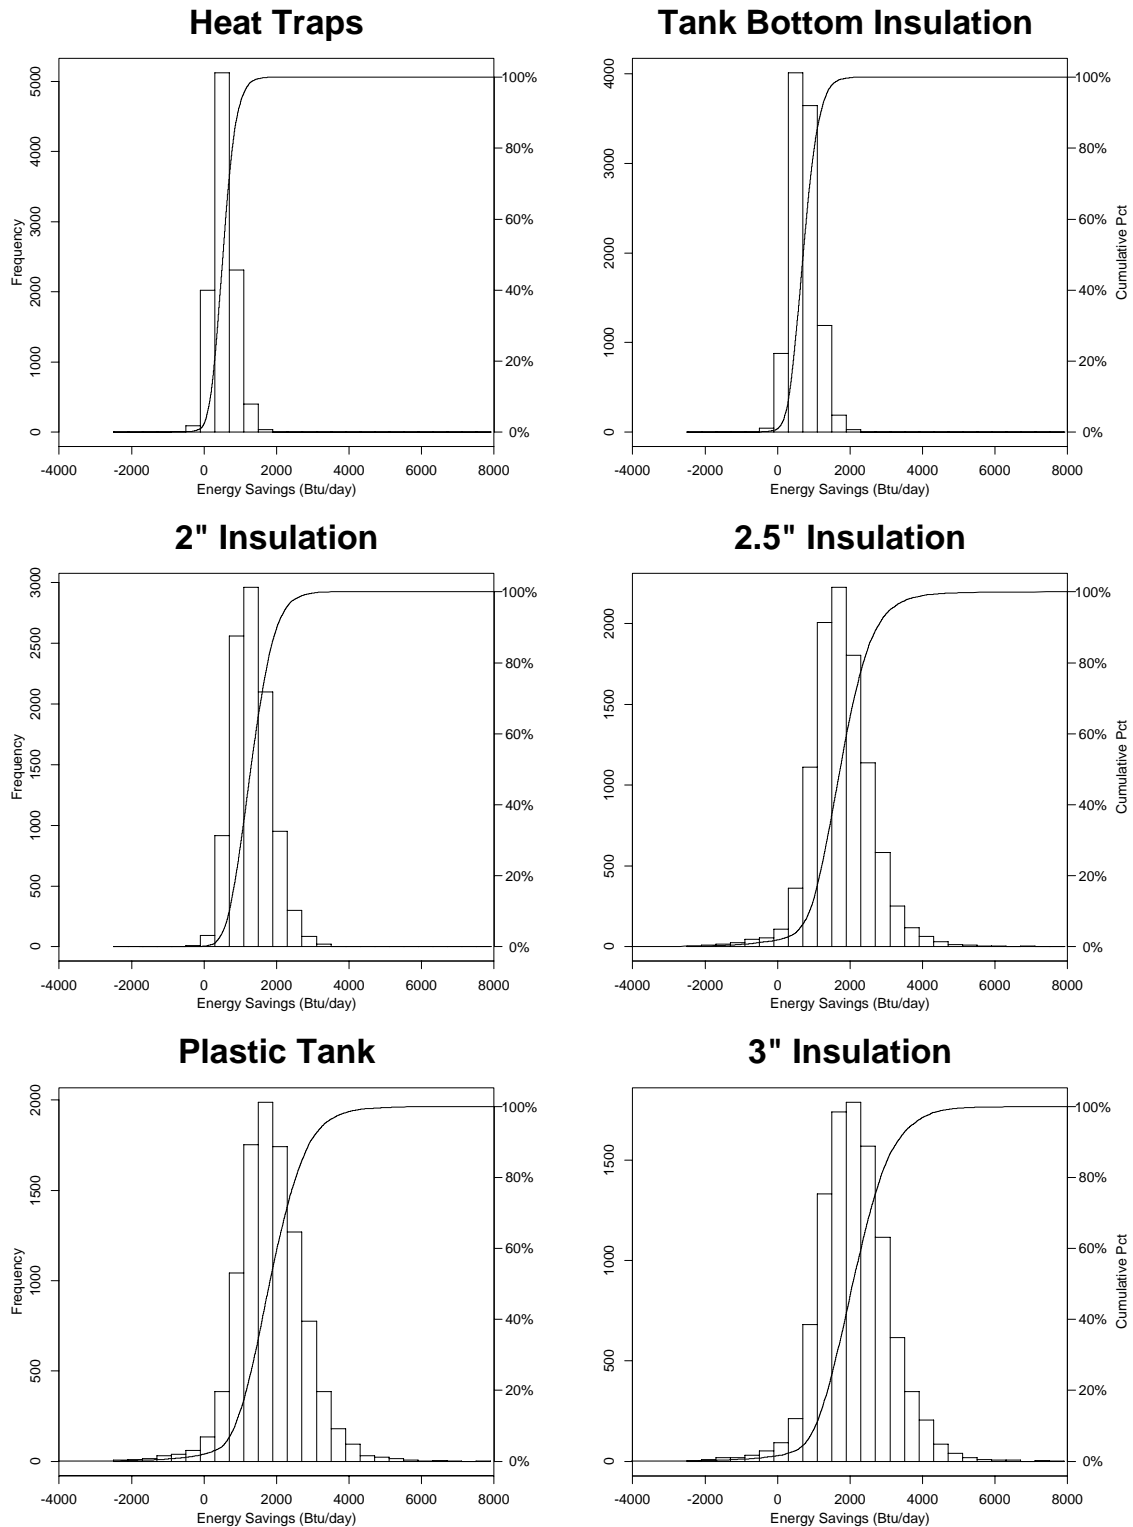 Heat Traps
Frequency
0 1000 2000 3000 4000 5000
0% 20% 40% 60% 80% 100%
-4000 -2000 0 2000 4000 6000 8000
Energy Savings (Btu/day)
Tank Bottom Insulation
0 1000 2000 3000 4000
0% 20% 40% 60% 80% 100%
Cumulative Pct
-4000 -2000 0 2000 4000 6000 8000
Energy Savings (Btu/day)
2" Insulation
Frequency
0 500 1000 1500 2000 2500 3000
0% 20% 40% 60% 80% 100%
-4000 -2000 0 2000 4000 6000 8000
Energy Savings (Btu/day)
2.5" Insulation
0 500 1000 1500 2000
0% 20% 40% 60% 80% 100%
Cumulative Pct
-4000 -2000 0 2000 4000 6000 8000
Energy Savings (Btu/day)
Plastic Tank
Frequency
0 500 1000 1500 2000
0% 20% 40% 60% 80% 100%
-4000 -2000 0 2000 4000 6000 8000
Energy Savings (Btu/day)
3" Insulation
0 500 1000 1500
0% 20% 40% 60% 80% 100%
Cumulative Pct
-4000 -2000 0 2000 4000 6000 8000
Energy Savings (Btu/day)